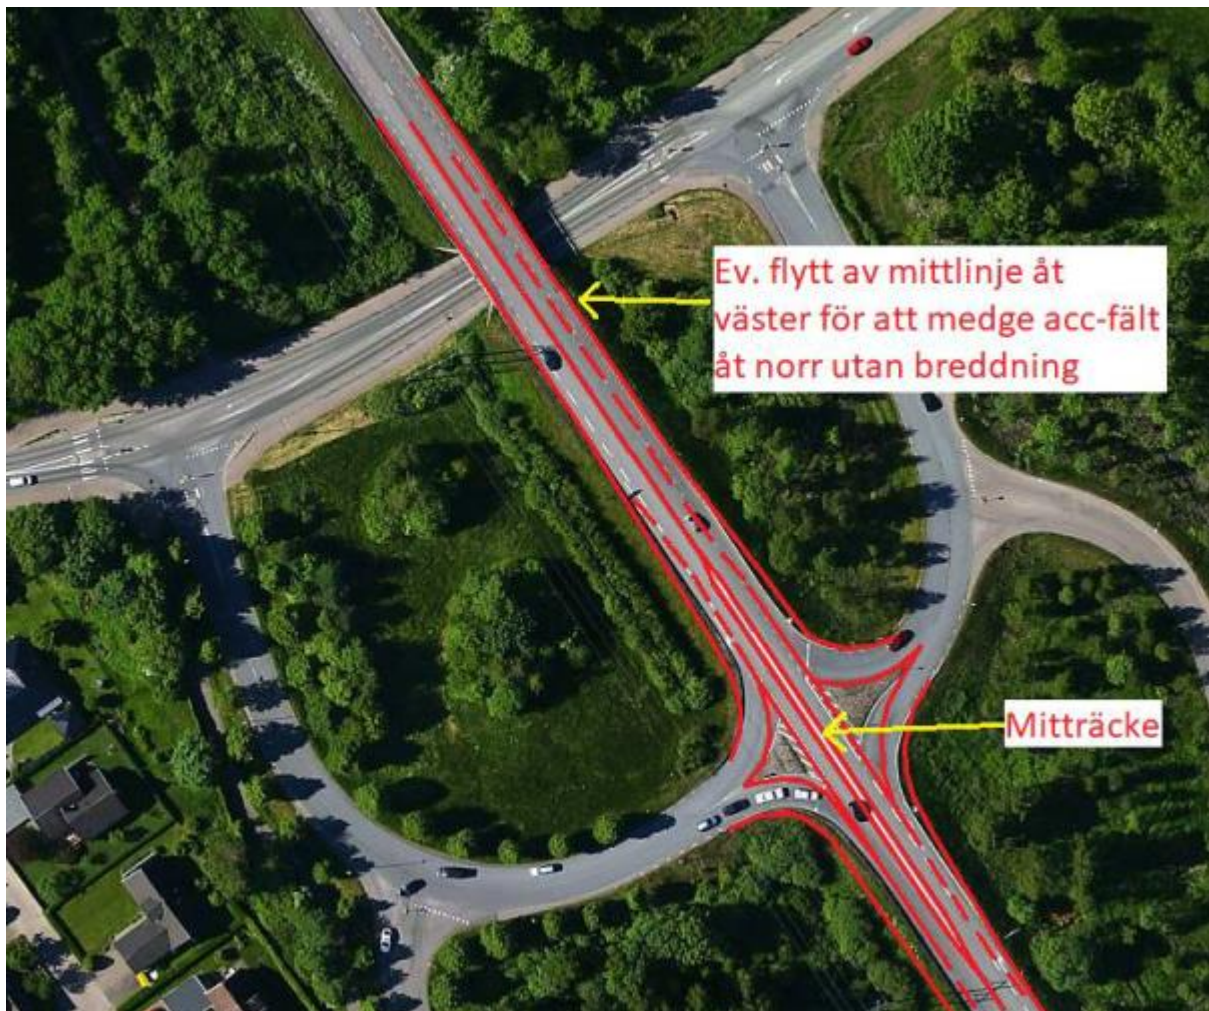 Ev. flytt av mittlinje åt
väster för att medge acc-fält
åt norr utan breddning
Mitträcke